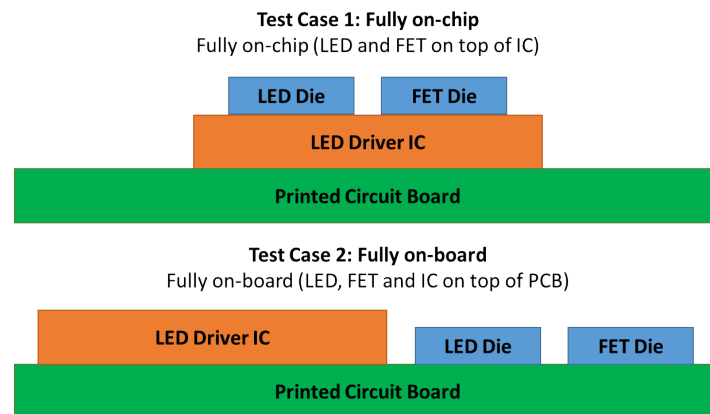 Test Case 1: Fully on-chip
Fully on-chip (LED and FET on top of IC)
LED Die
FET Die
LED Driver IC
Printed Circuit Board
Test Case 2: Fully on-board
Fully on-board (LED, FET and IC on top of PCB)
LED Driver IC
LED Die
FET Die
Printed Circuit Board